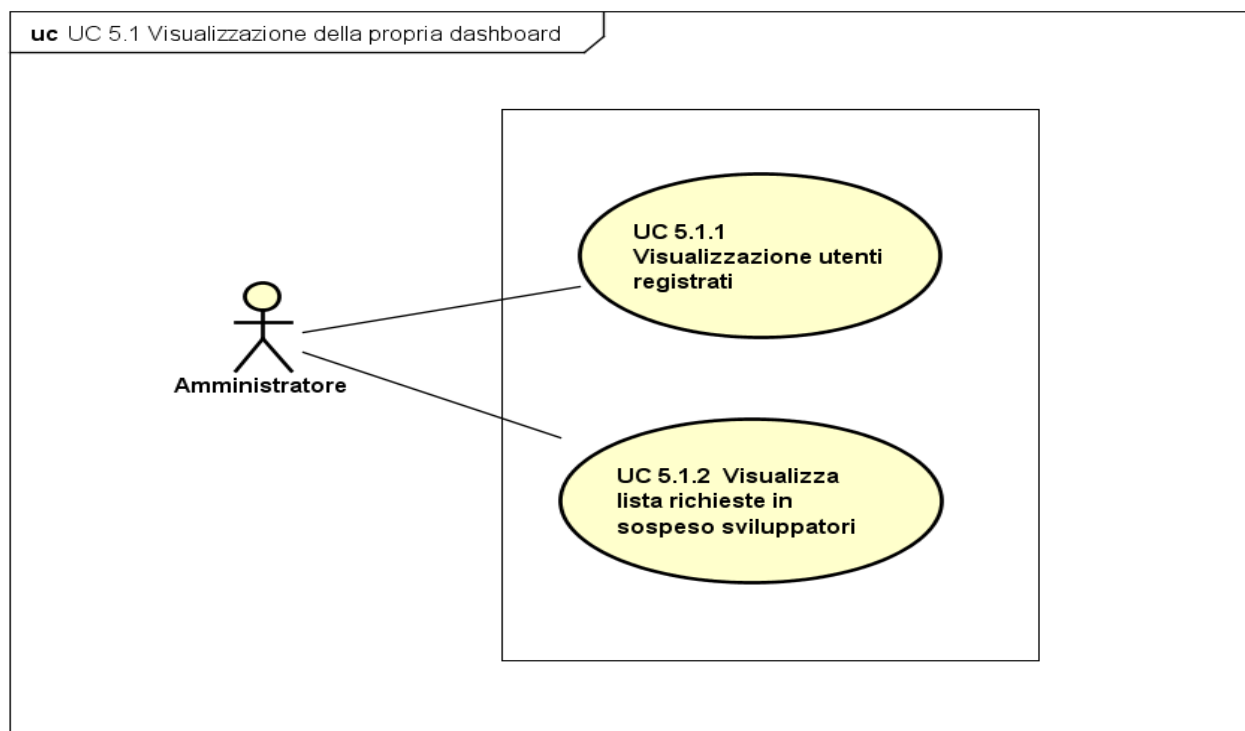 uc UC 5.1 Visualizzazione della propria dashboard
UC 5.1.1
Visualizzazione utenti
registrati
Amministratore
UC 5.1.2 Visualizza
lista richieste in
sospeso sviluppatori